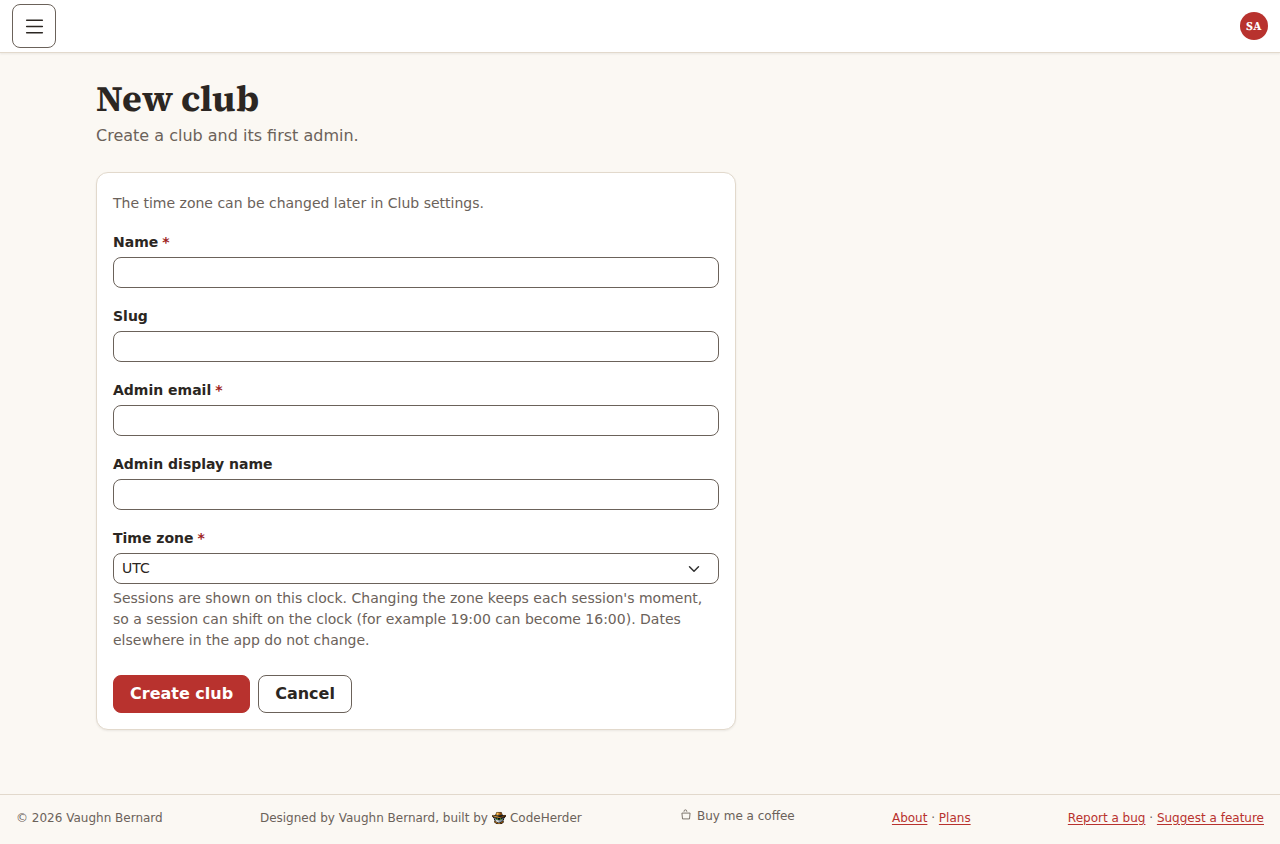 SA
New club
Create a club and its first admin.
The time zone can be changed later in Club settings.
Name *
Slug
Admin email *
Admin display name
Time zone *
UTC
Sessions are shown on this clock. Changing the zone keeps each session's moment,
so a session can shift on the clock (for example 19:00 can become 16:00). Dates
elsewhere in the app do not change.
Create club Cancel
© 2026 Vaughn Bernard Designed by Vaughn Bernard, built by CodeHerder Buy me a coffee About · Plans Report a bug · Suggest a feature